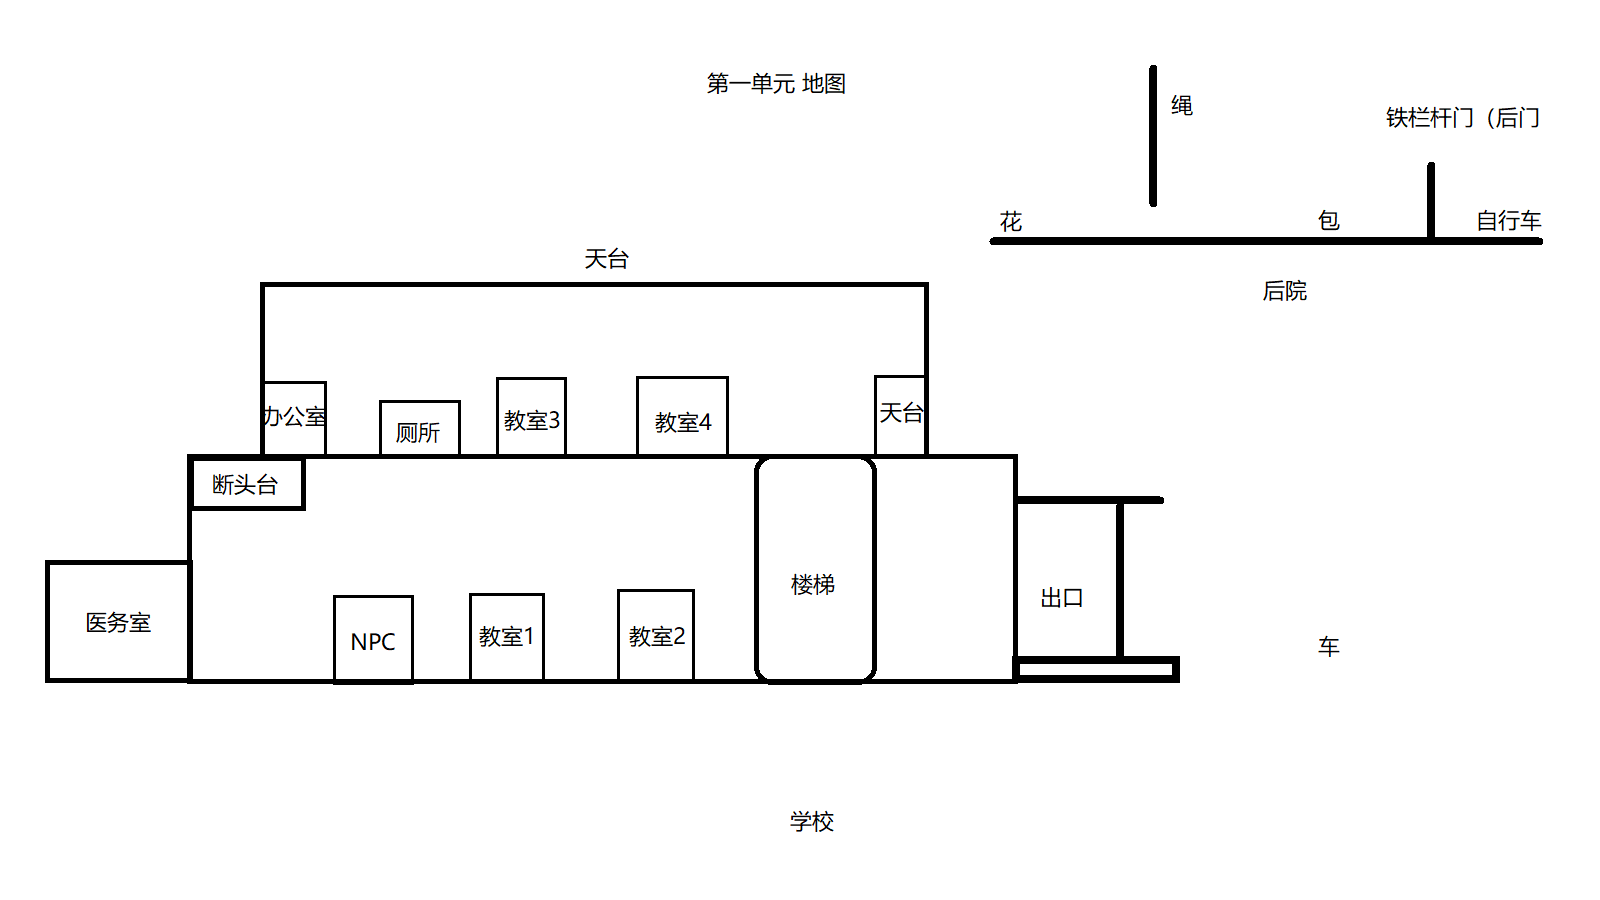 第一单元 地图
绳
铁栏杆门（后门
花
包
自行车
后院
天台
办公室
厕所
教室3
教室4
天台
断头台
楼梯
出口
医务室
NPC
教室1
教室2
车
学校